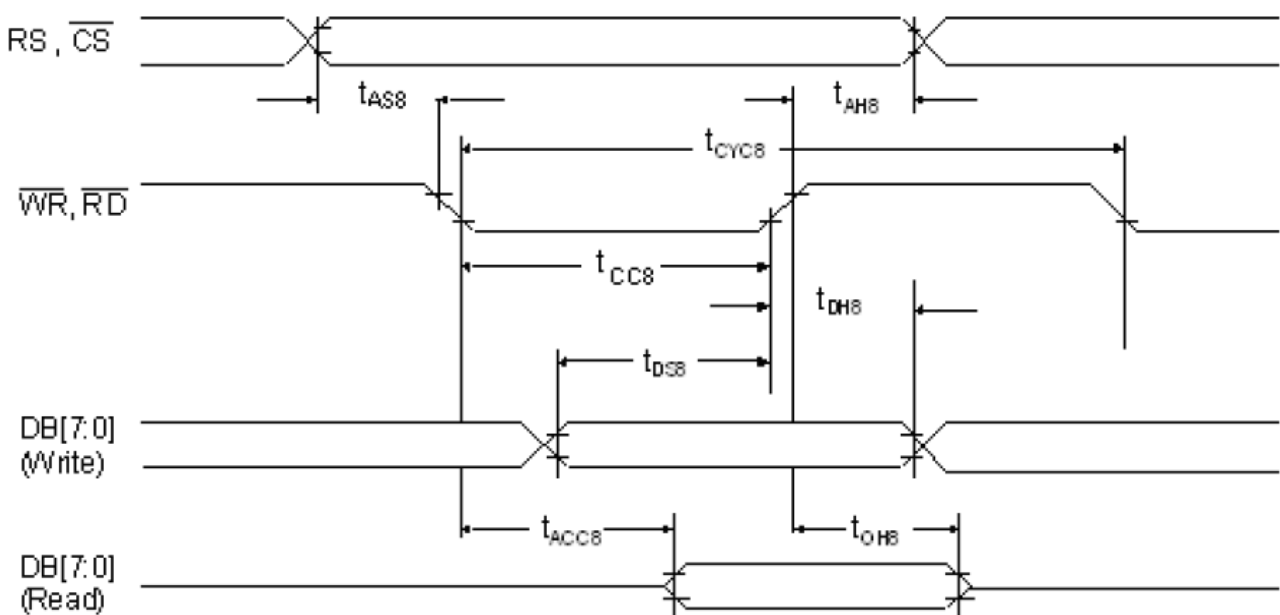 RS , CS
tAS8
tAH8
tCYC8
WR, RD
tCC8
tDH8
tDS8
DB[7:0]
(Write)
tACC8
tOH8
DB[7:0]
(Read)